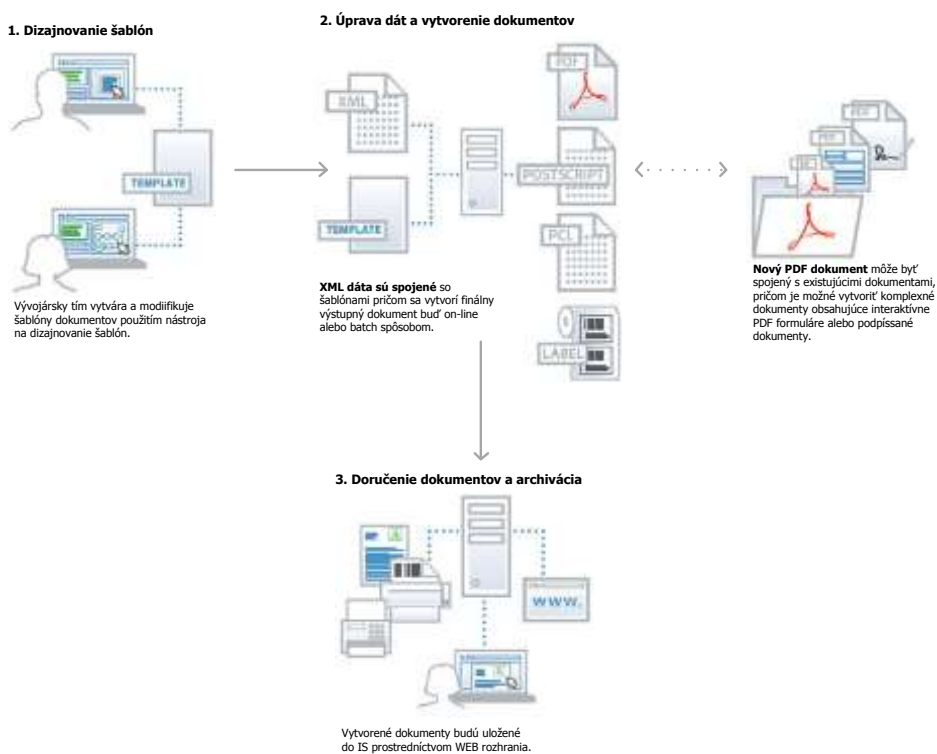 1. Dizajnovanie šablón
TEMPLATE
Vývojársky tím vytvára a modiifikuje
šablóny dokumentov použitím nástroja
na dizajnovanie šablón.
2. Úprava dát a vytvorenie dokumentov
XML
TEMPLATE
PDF
POSTSCRIPT
PCL
LABEL
XML dáta sú spojené so
šablónami pričom sa vytvorí finálny
výstupný dokument buď on-line
alebo batch spôsobom.
PDF
PDF
Nový PDF dokument môže byť
spojený s existujúcimi dokumentami,
pričom je možné vytvoriť komplexné
dokumenty obsahujúce interaktívne
PDF formuláre alebo podpíssané
dokumenty.
3. Doručenie dokumentov a archivácia
WWW.
Vytvorené dokumenty budú uložené
do IS prostredníctvom WEB rozhrania.